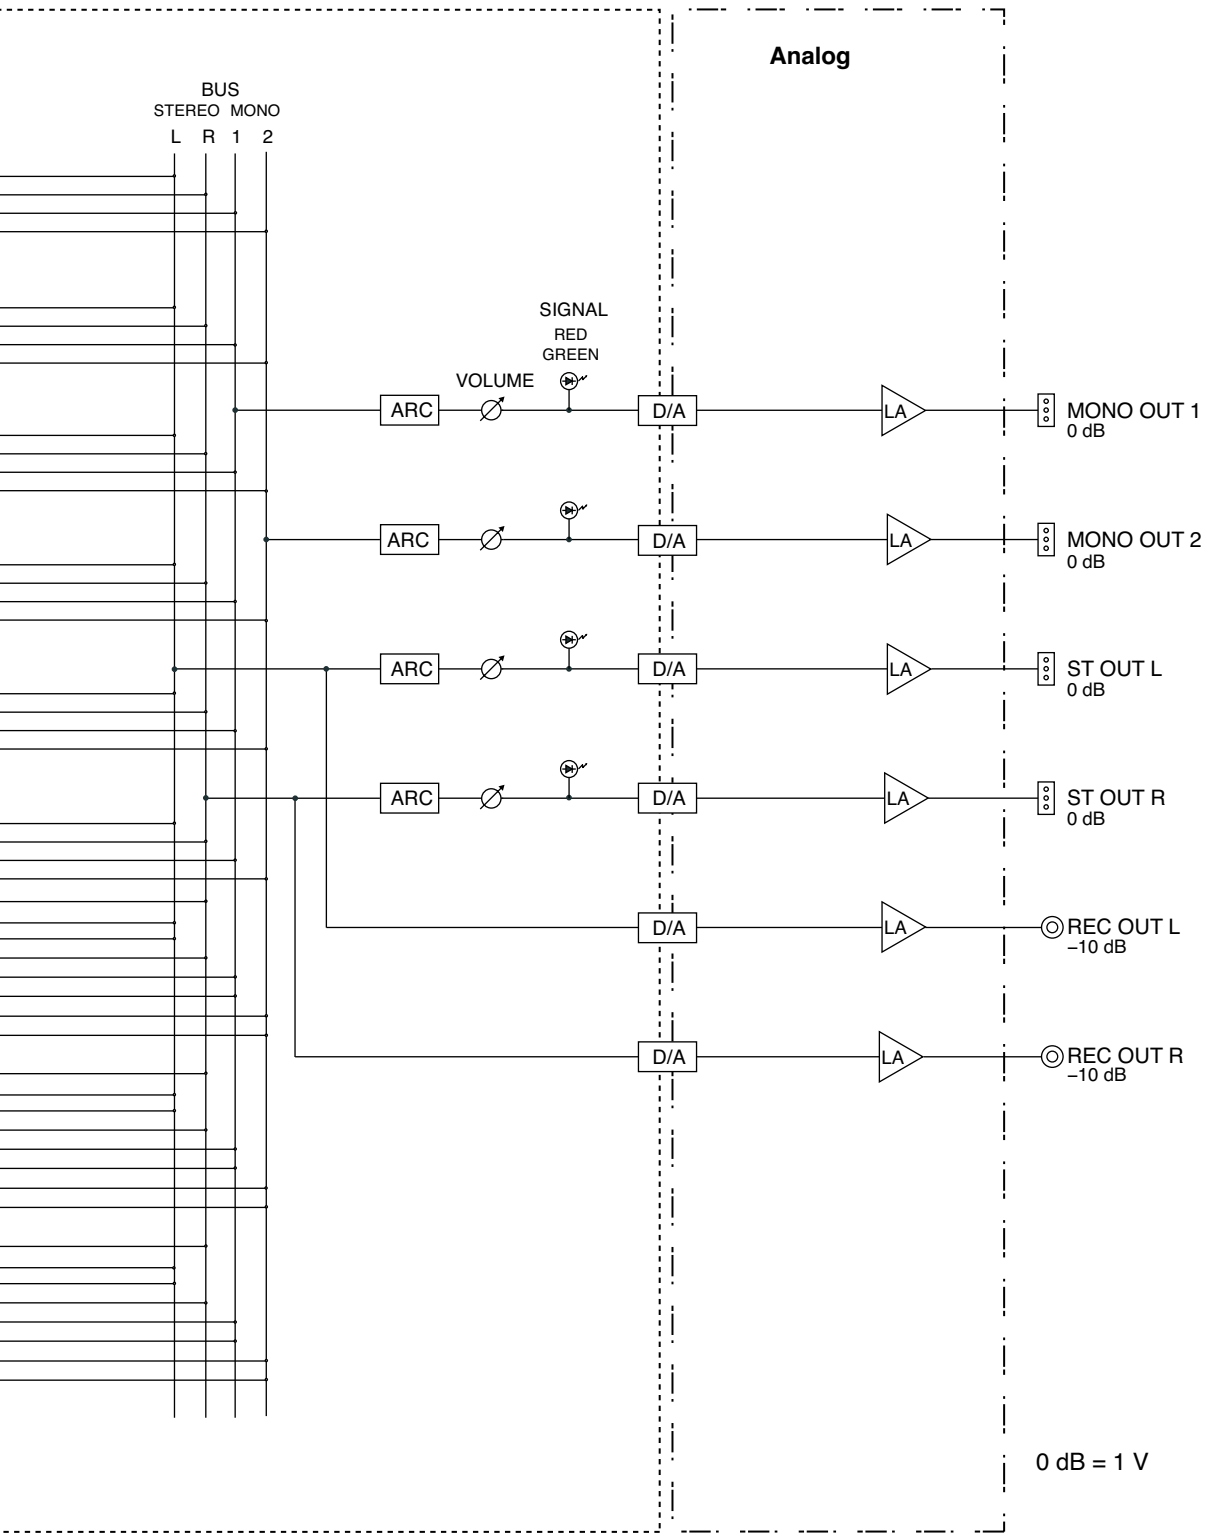 Analog
BUS
STEREO MONO
L R 1 2
SIGNAL
RED
GREEN
VOLUME
ARC D/A LA MONO OUT 1
0 dB
ARC D/A LA MONO OUT 2
0 dB
ARC D/A LA ST OUT L
0 dB
ARC D/A LA ST OUT R
0 dB
D/A LA REC OUT L
–10 dB
D/A LA REC OUT R
–10 dB
0 dB = 1 V